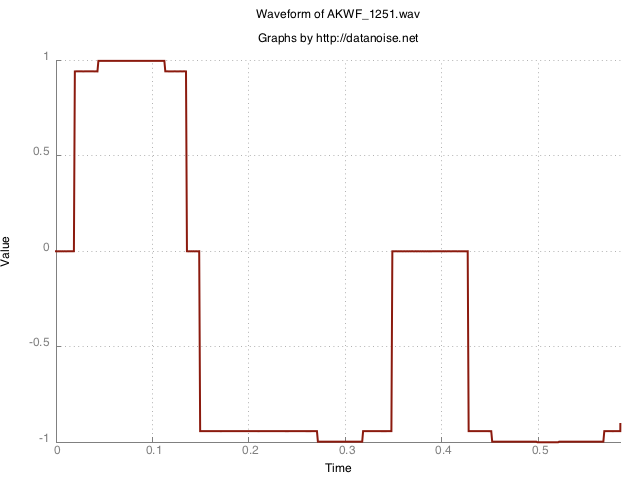 Waveform of AKWF_1251.wav
Graphs by http://datanoise.net
1
0.5
0
-0.5
-1
Value
0 0.1 0.2 0.3 0.4 0.5
Time